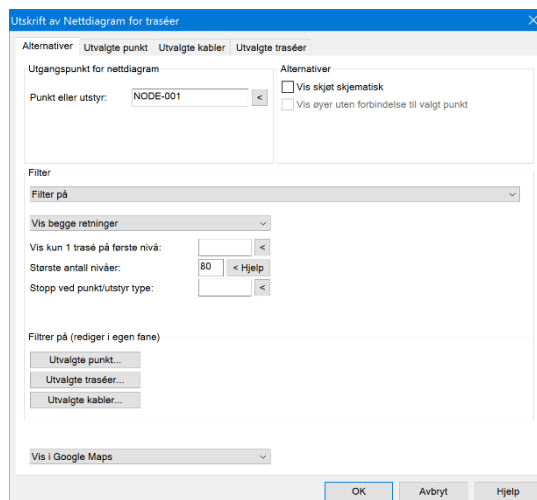 Utskrift av Nettdiagram for traséer
Alternativer Utvalgte punkt Utvalgte kabler Utvalgte traséer
Utgangspunkt for nettdiagram
Punkt eller utstyr: NODE-001 <
Alternativer
Vis skjøt skjematisk
Vis øyer uten forbindelse til valgt punkt
Filter
Filter på
Vis begge retninger
Vis kun 1 trasé på første nivå: <
Største antall nivåer: 80 < Hjelp
Stopp ved punkt/utstyr type: <
Filtrer på (rediger i egen fane)
Utvalgte punkt...
Utvalgte traséer...
Utvalgte kabler...
Vis i Google Maps
OK Avbryt Hjelp